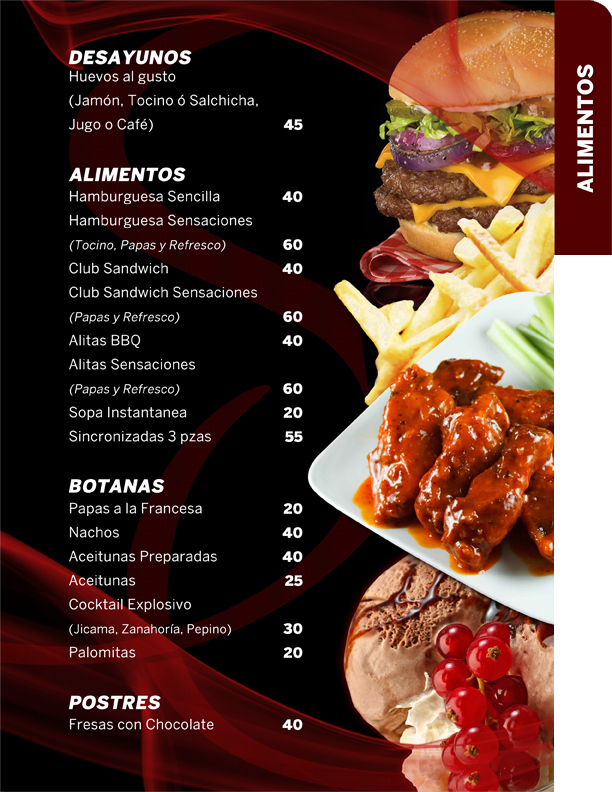 DESAYUNOS
Huevos al gusto
(Jamón, Tocino ó Salchicha,
Jugo o Café) 45
ALIMENTOS
Hamburguesa Sencilla 40
Hamburguesa Sensaciones
(Tocino, Papas y Refresco) 60
Club Sandwich 40
Club Sandwich Sensaciones
(Papas y Refresco) 60
Alitas BBQ 40
Alitas Sensaciones
(Papas y Refresco) 60
Sopa Instantanea 20
Sincronizadas 3 pzas 55
BOTANAS
Papas a la Francesa 20
Nachos 40
Aceitunas Preparadas 40
Aceitunas 25
Cocktail Explosivo
(Jicama, Zanahoría, Pepino) 30
Palomitas 20
POSTRES
Fresas con Chocolate 40
ALIMENTOS